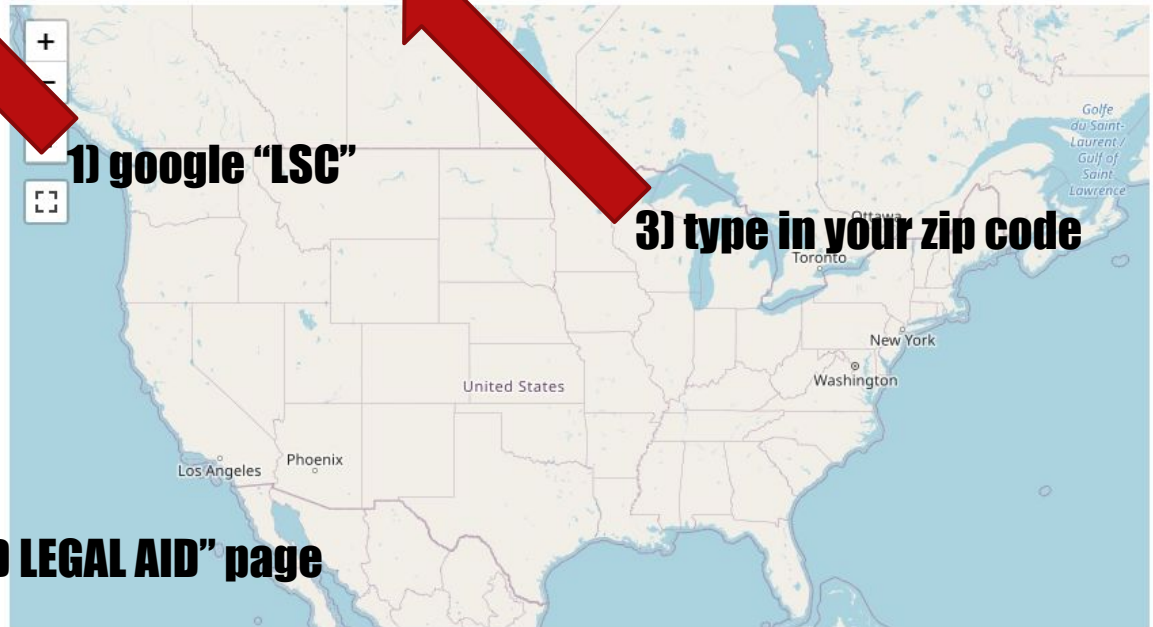 +
−
1) google “LSC”
Golfe
du Saint-
Laurent /
Gulf of
Saint
Lawrence
3) type in your zip code
Ottawa
Toronto
New York
Washington
United States
Los Angeles
Phoenix
LEGAL AID” page